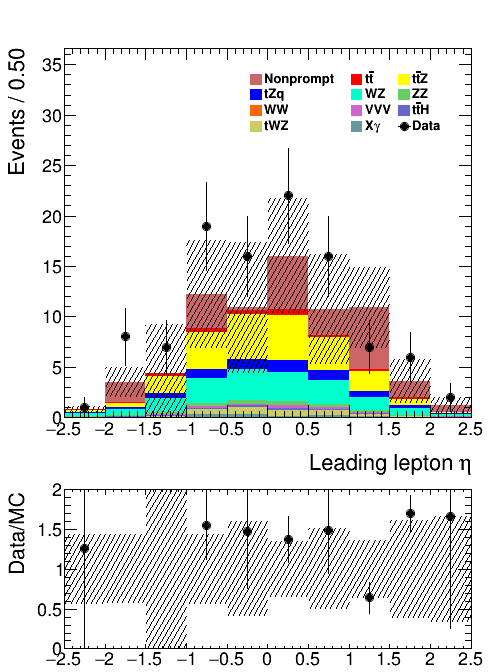 Events / 0.50
35
30
25
20
15
10
5
0
Nonprompt tt̄ tt̄Z
tZq WZ ZZ
WW VVV tt̄H
tWZ Xγ Data
−2.5 −2 −1.5 −1 −0.5 0 0.5 1 1.5 2 2.5
Leading lepton η
Data/MC
2
1.5
1
0.5
0
−2.5 −2 −1.5 −1 −0.5 0 0.5 1 1.5 2 2.5